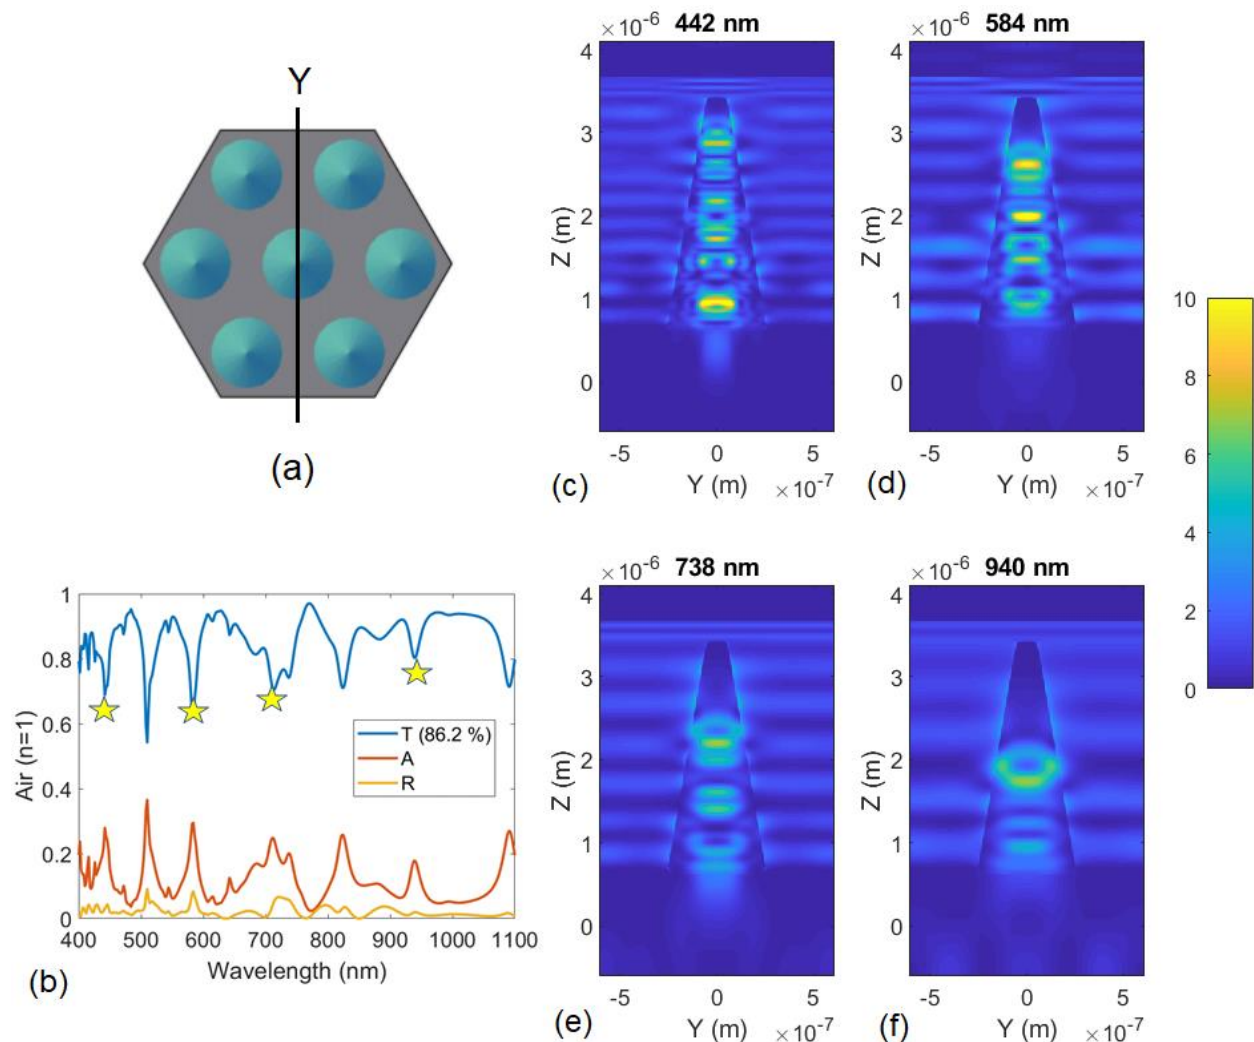 Y
(a)
Air (n=1)
1
0.8
0.6
0.4
0.2
0
400 500 600 700 800 900 1000 1100
Wavelength (nm)
T (86.2 %)
A
R
(b)
×10-6 442 nm
Z (m)
4
3
2
1
0
-5 0 5
Y (m) ×10-7
(c)
×10-6 584 nm
Z (m)
4
3
2
1
0
-5 0 5
Y (m) ×10-7
(d)
10
8
6
4
2
0
×10-6 738 nm
Z (m)
4
3
2
1
0
-5 0 5
Y (m) ×10-7
(e)
×10-6 940 nm
Z (m)
4
3
2
1
0
-5 0 5
Y (m) ×10-7
(f)